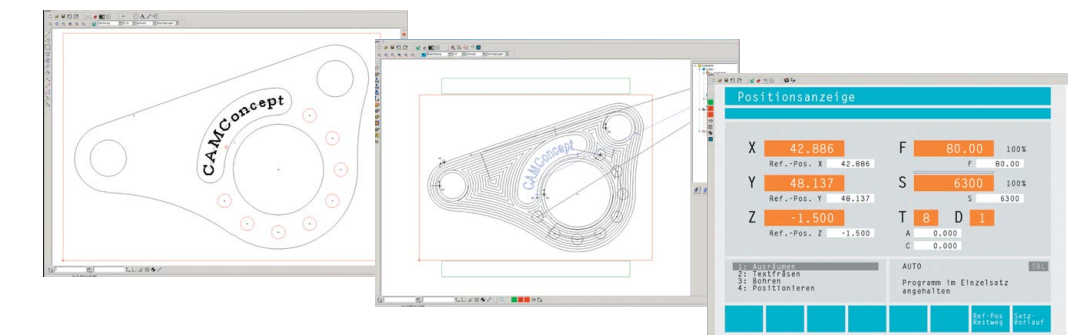 CAMConcept
CAMConcept
Positionsanzeige
X 42.886 F 80.00 100%
Ref.-Pos. X 42.886 F 80.00
Y 48.137 S 6300 100%
Ref.-Pos. Y 48.137 S 6300
Z -1.500 T 8 D 1
Ref.-Pos. Z -1.500 A 0.000
C 0.000
1: Ausräumen
2: Textfräsen
3: Bohren
4: Positionieren
AUTO SBL
Programm im Einzelsatz
angehalten
Ref-Pos Satz-
Restweg Vorlauf